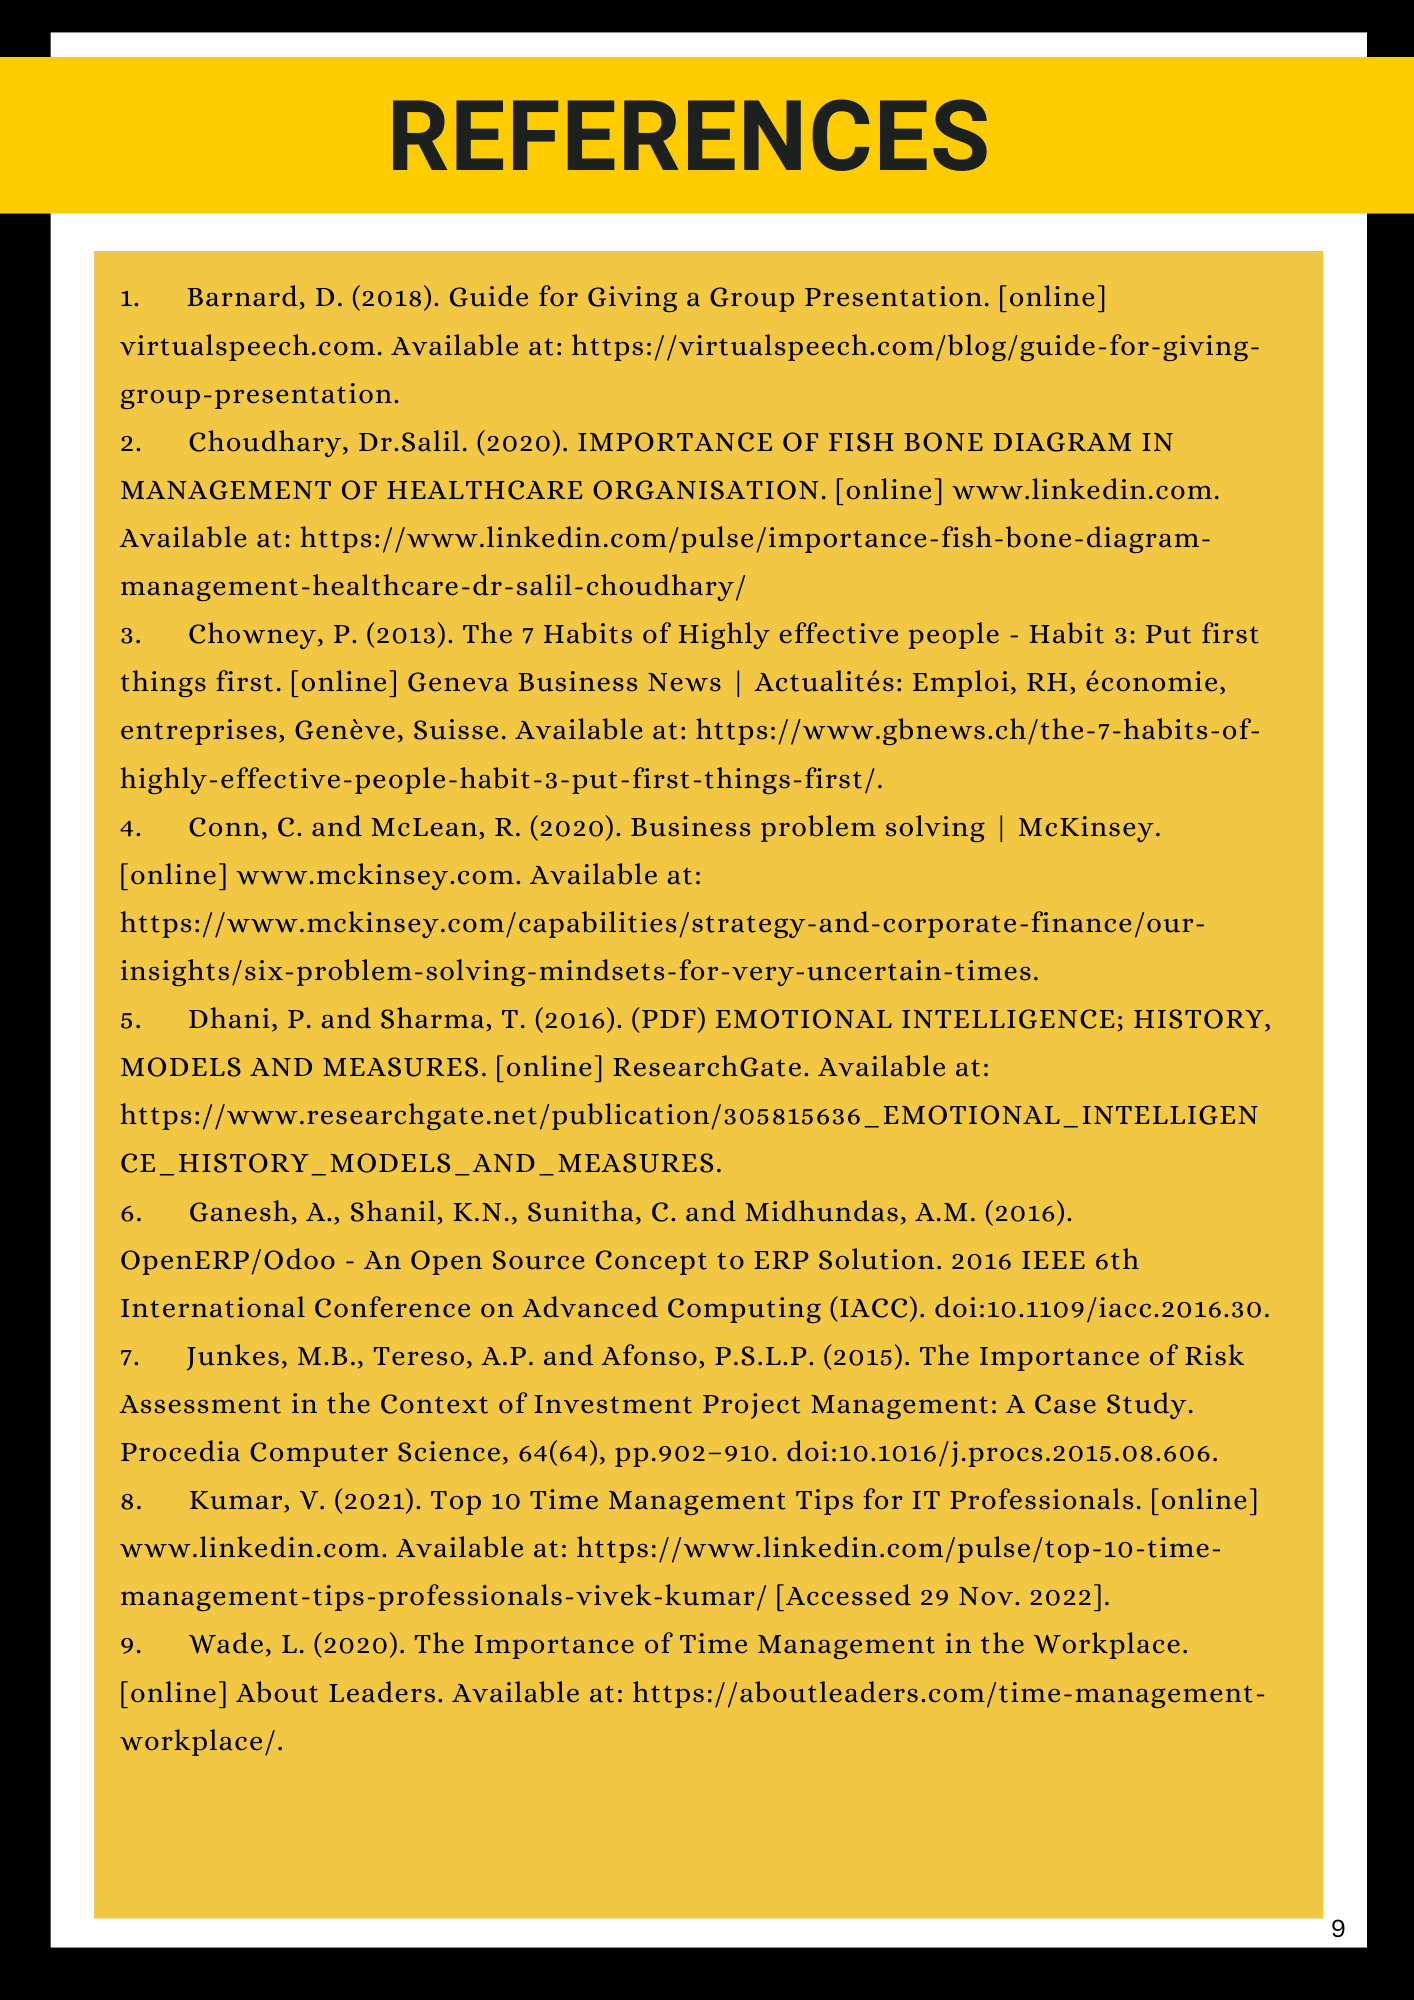 REFERENCES
1. Barnard, D. (2018). Guide for Giving a Group Presentation. [online]
virtualspeech.com. Available at: https://virtualspeech.com/blog/guide-for-giving-
group-presentation.
2. Choudhary, Dr.Salil. (2020). IMPORTANCE OF FISH BONE DIAGRAM IN
MANAGEMENT OF HEALTHCARE ORGANISATION. [online] www.linkedin.com.
Available at: https://www.linkedin.com/pulse/importance-fish-bone-diagram-
management-healthcare-dr-salil-choudhary/
3. Chowney, P. (2013). The 7 Habits of Highly effective people - Habit 3: Put first
things first. [online] Geneva Business News | Actualités: Emploi, RH, économie,
entreprises, Genève, Suisse. Available at: https://www.gbnews.ch/the-7-habits-of-
highly-effective-people-habit-3-put-first-things-first/.
4. Conn, C. and McLean, R. (2020). Business problem solving | McKinsey.
[online] www.mckinsey.com. Available at:
https://www.mckinsey.com/capabilities/strategy-and-corporate-finance/our-
insights/six-problem-solving-mindsets-for-very-uncertain-times.
5. Dhani, P. and Sharma, T. (2016). (PDF) EMOTIONAL INTELLIGENCE; HISTORY,
MODELS AND MEASURES. [online] ResearchGate. Available at:
https://www.researchgate.net/publication/305815636_EMOTIONAL_INTELLIGEN
CE_HISTORY_MODELS_AND_MEASURES.
6. Ganesh, A., Shanil, K.N., Sunitha, C. and Midhundas, A.M. (2016).
OpenERP/Odoo - An Open Source Concept to ERP Solution. 2016 IEEE 6th
International Conference on Advanced Computing (IACC). doi:10.1109/iacc.2016.30.
7. Junkes, M.B., Tereso, A.P. and Afonso, P.S.L.P. (2015). The Importance of Risk
Assessment in the Context of Investment Project Management: A Case Study.
Procedia Computer Science, 64(64), pp.902–910. doi:10.1016/j.procs.2015.08.606.
8. Kumar, V. (2021). Top 10 Time Management Tips for IT Professionals. [online]
www.linkedin.com. Available at: https://www.linkedin.com/pulse/top-10-time-
management-tips-professionals-vivek-kumar/ [Accessed 29 Nov. 2022].
9. Wade, L. (2020). The Importance of Time Management in the Workplace.
[online] About Leaders. Available at: https://aboutleaders.com/time-management-
workplace/.
9